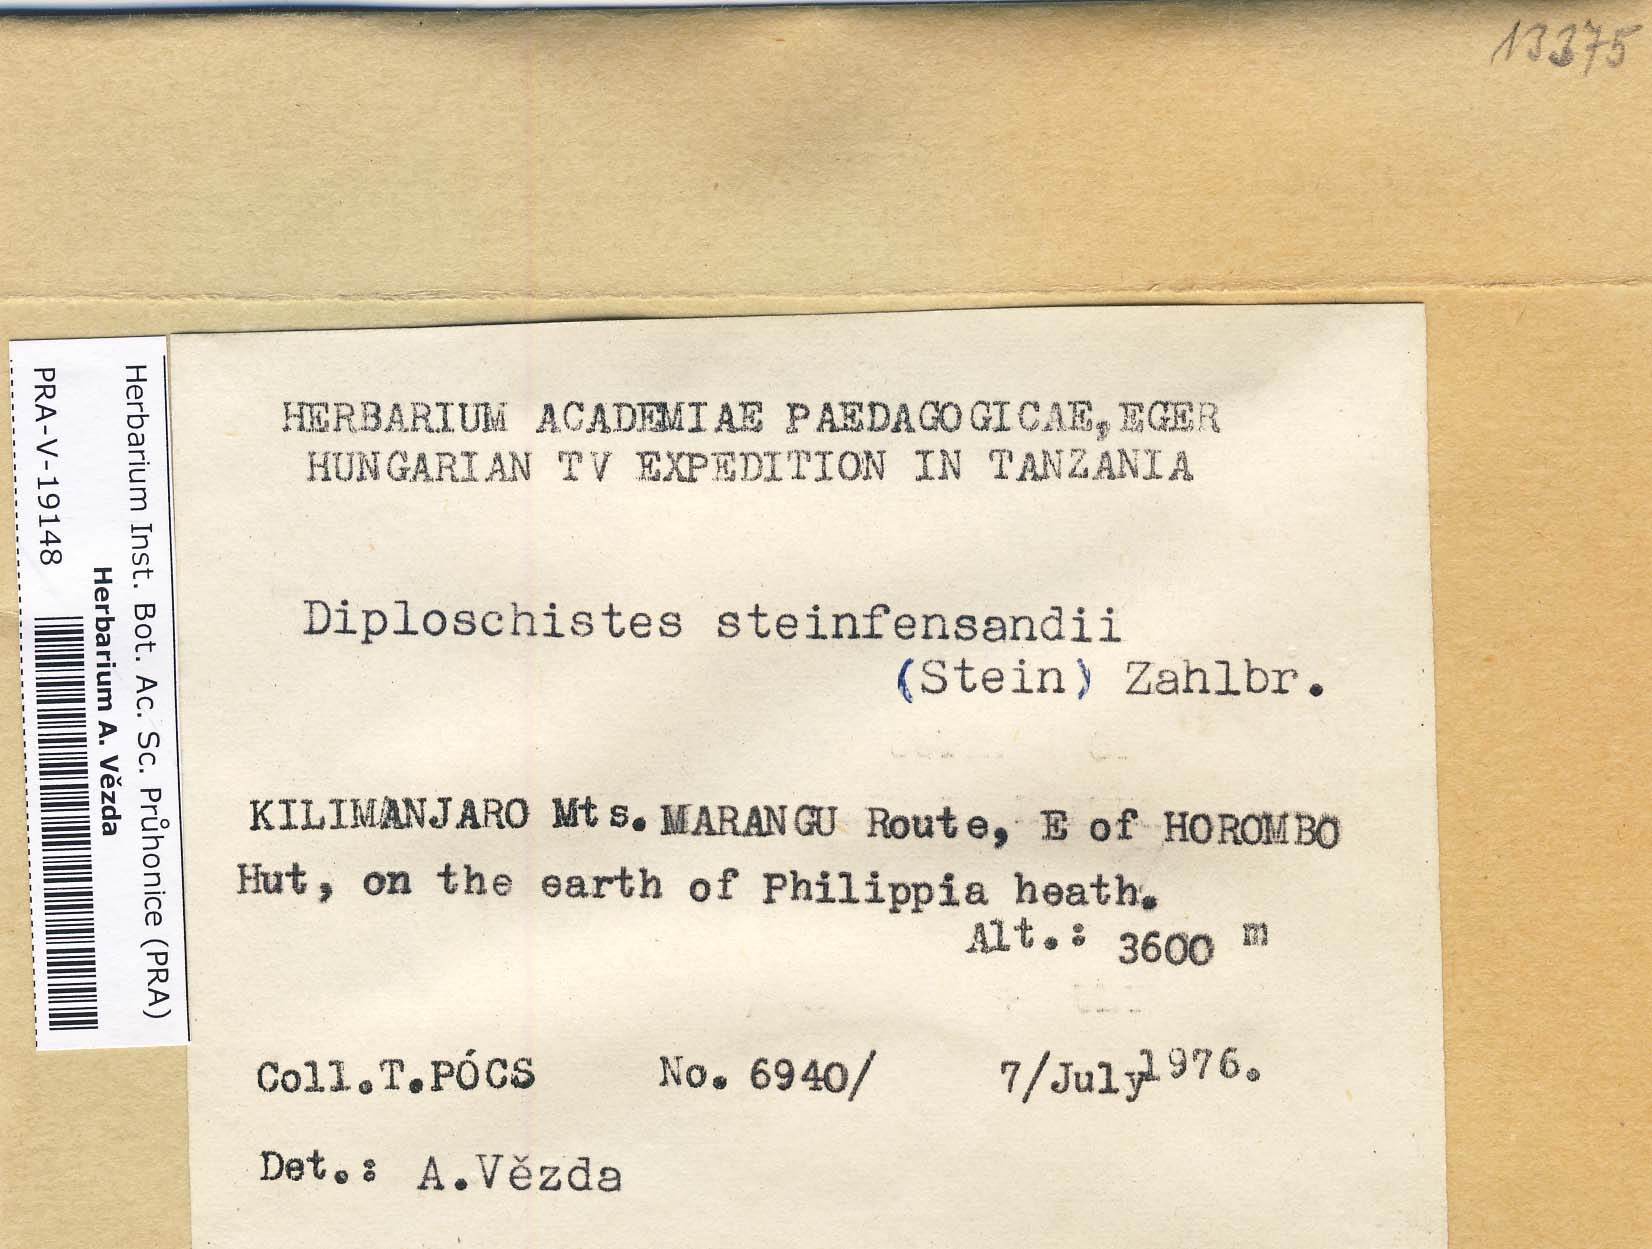 13375
Herbarium Inst. Bot. Ac. Sc. Průhonice (PRA)
Herbarium A. Vězda
PRA-V-19148
HERBARIUM ACADEMIAE PAEDAGOGICAE, EGER
HUNGARIAN TV EXPEDITION IN TANZANIA
Diploschistes steinfensandii
(Stein) Zahlbr.
KILIMANJARO Mts. MARANGU Route, E of HOROMBO
Hut, on the earth of Philippia heath.
Alt.: 3600 m
Coll.T.PÓCS No. 6940/ 7/July 1976.
Det.: A.Vězda